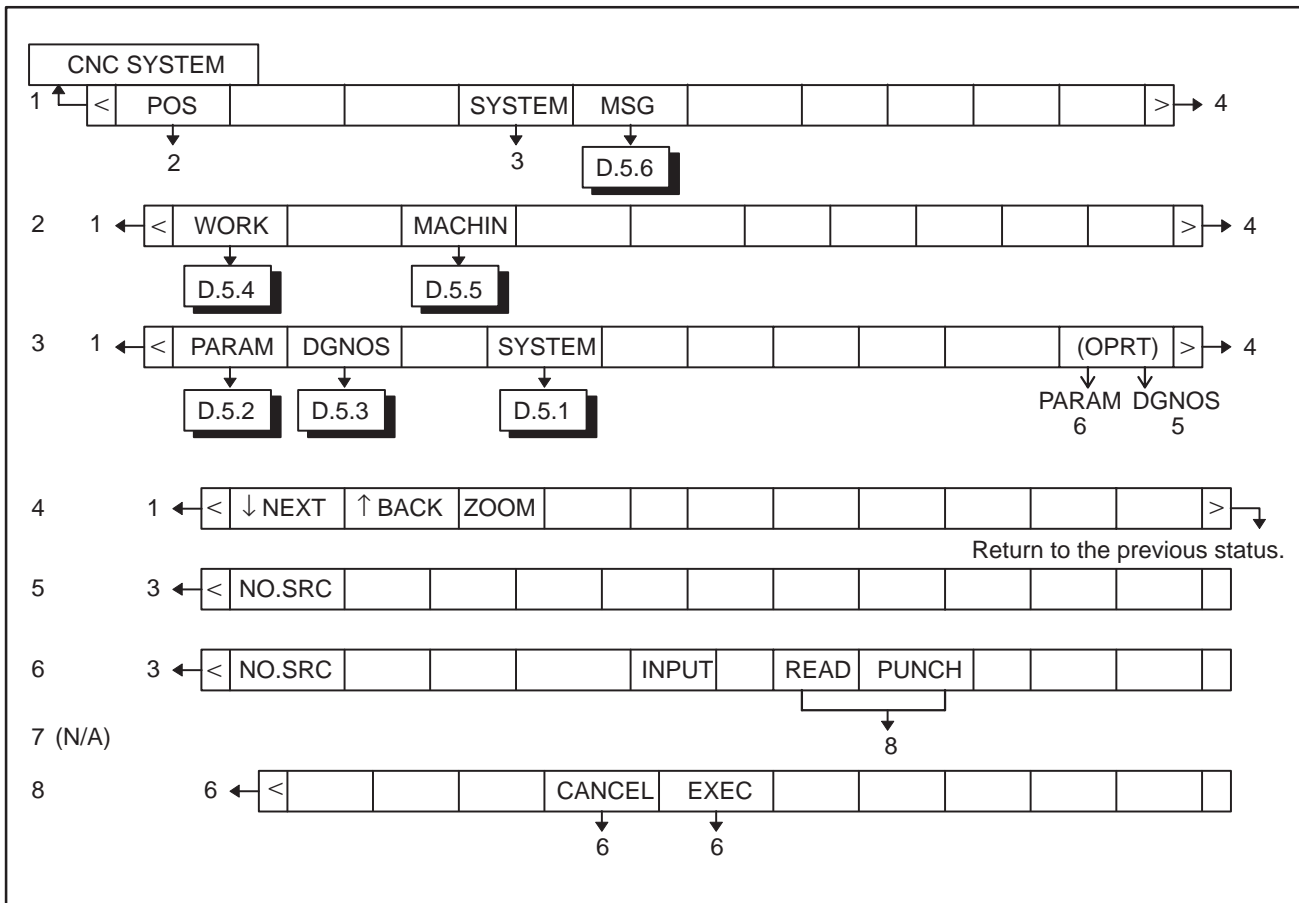 CNC SYSTEM
1 < POS SYSTEM MSG > 4
2 3 D.5.6
2 1 < WORK MACHIN > 4
D.5.4 D.5.5
3 1 < PARAM DGNOS SYSTEM (OPRT) > 4
D.5.2 D.5.3 D.5.1 PARAM DGNOS
6 5
4 1 < ↓ NEXT ↑ BACK ZOOM >
Return to the previous status.
5 3 < NO.SRC
6 3 < NO.SRC INPUT READ PUNCH
8
7 (N/A)
8 6 < CANCEL EXEC
6 6